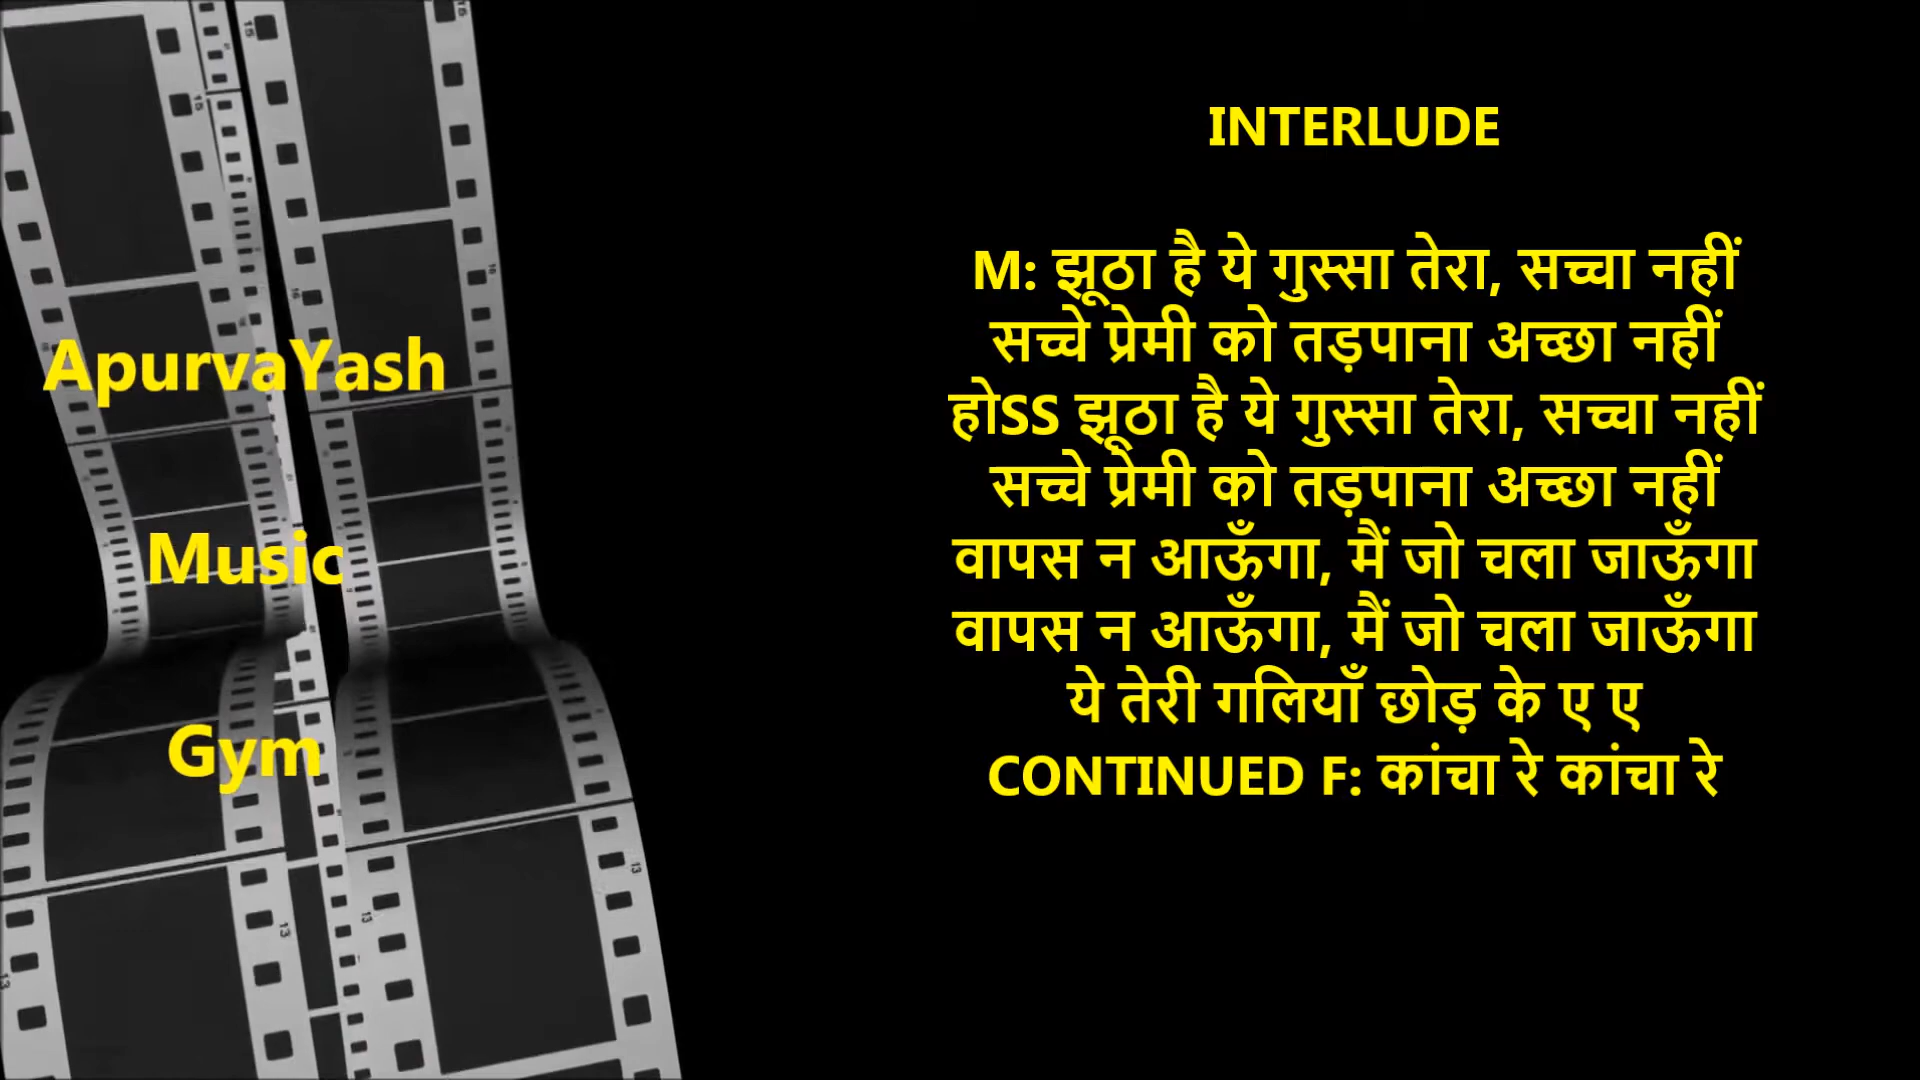 ApurvaYash
Music
Gym
INTERLUDE
M: झूठा है ये गुस्सा तेरा, सच्चा नहीं
सच्चे प्रेमी को तड़पाना अच्छा नहीं
होSS झूठा है ये गुस्सा तेरा, सच्चा नहीं
सच्चे प्रेमी को तड़पाना अच्छा नहीं
वापस न आऊँगा, मैं जो चला जाऊँगा
वापस न आऊँगा, मैं जो चला जाऊँगा
ये तेरी गलियाँ छोड़ के ए ए
CONTINUED F: कांचा रे कांचा रे